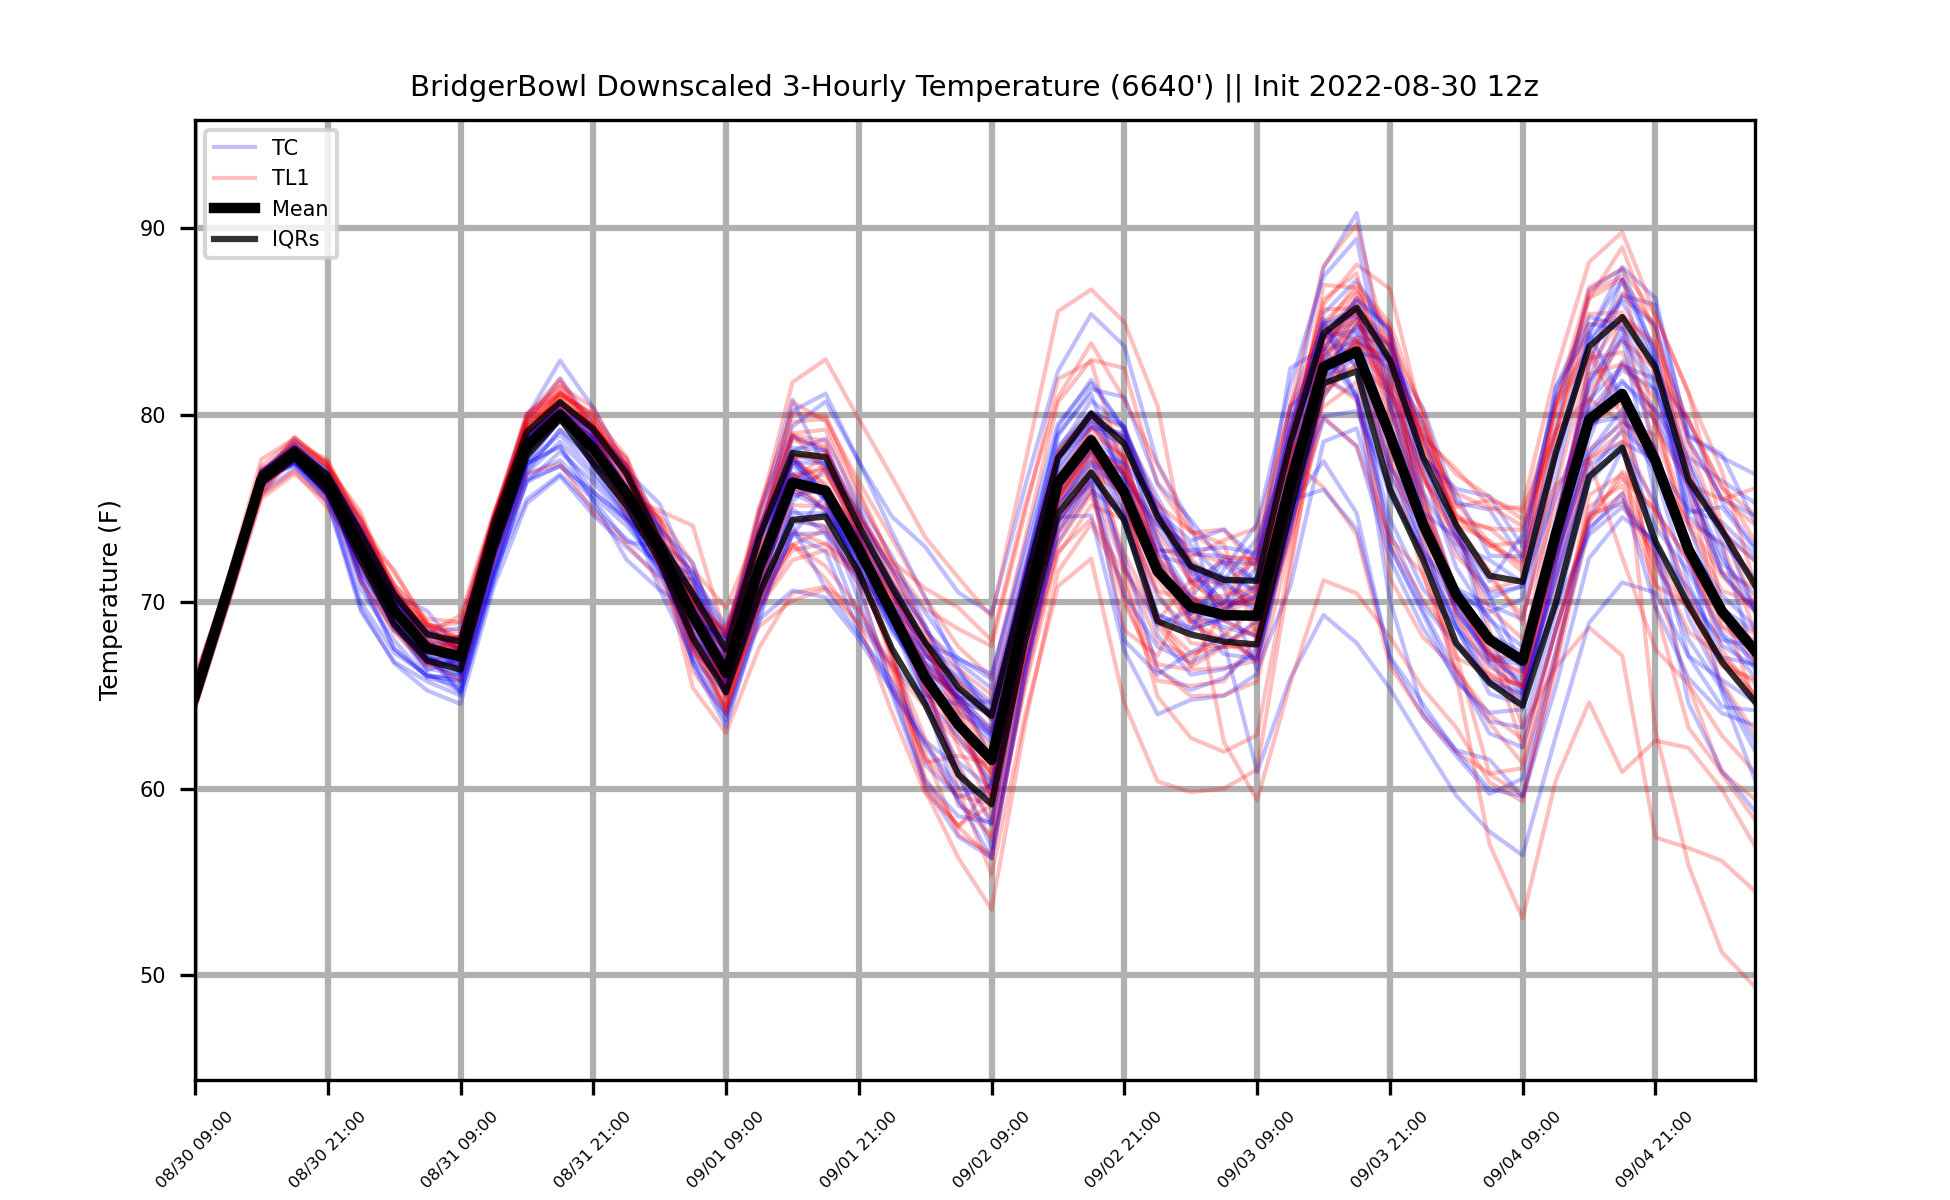 BridgerBowl Downscaled 3-Hourly Temperature (6640') || Init 2022-08-30 12z
TC
TL1
Mean
IQRs
Temperature (F)
90
80
70
60
50
08/30 09:00
08/30 21:00
08/31 09:00
08/31 21:00
09/01 09:00
09/01 21:00
09/02 09:00
09/02 21:00
09/03 09:00
09/03 21:00
09/04 09:00
09/04 21:00